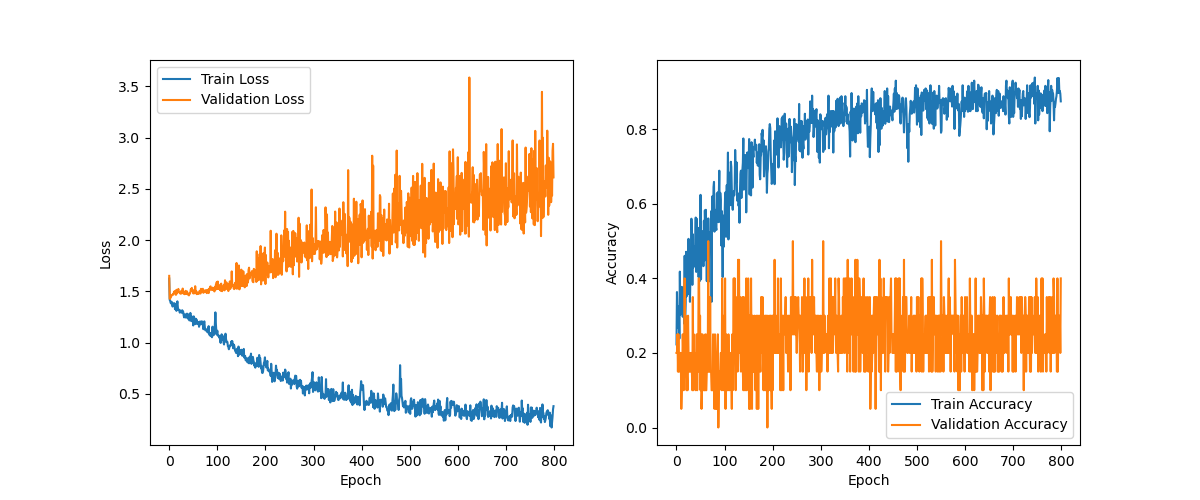 Train Loss
Validation Loss
3.5
3.0
2.5
2.0
1.5
1.0
0.5
Loss
0 100 200 300 400 500 600 700 800
Epoch
0.8
0.6
0.4
0.2
0.0
Accuracy
Train Accuracy
Validation Accuracy
0 100 200 300 400 500 600 700 800
Epoch